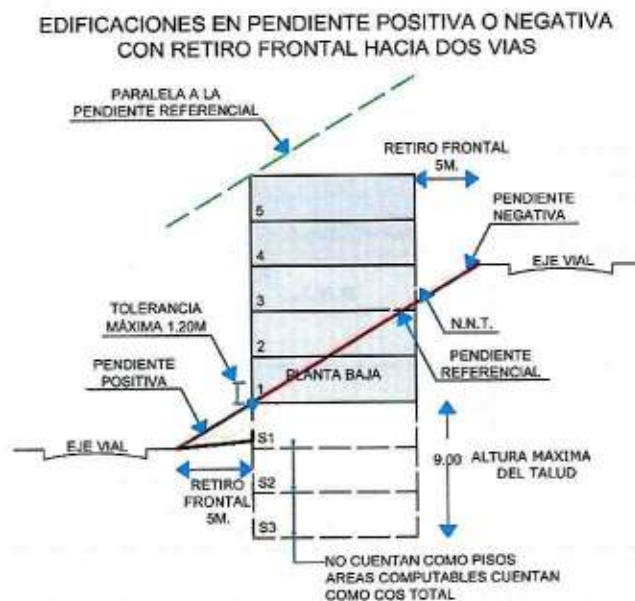 EDIFICACIONES EN PENDIENTE POSITIVA O NEGATIVA
CON RETIRO FRONTAL HACIA DOS VIAS
PARALELA A LA
PENDIENTE REFERENCIAL
RETIRO FRONTAL
5M.
PENDIENTE
NEGATIVA
5
4
EJE VIAL
TOLERANCIA
MÁXIMA 1.20M
3
N.N.T.
PENDIENTE
POSITIVA
2
PENDIENTE
REFERENCIAL
PLANTA BAJA
1
EJE VIAL
S1
9.00 ALTURA MAXIMA
DEL TALUD
RETIRO
FRONTAL
5M.
S2
S3
NO CUENTAN COMO PISOS
AREAS COMPUTABLES CUENTAN
COMO COS TOTAL